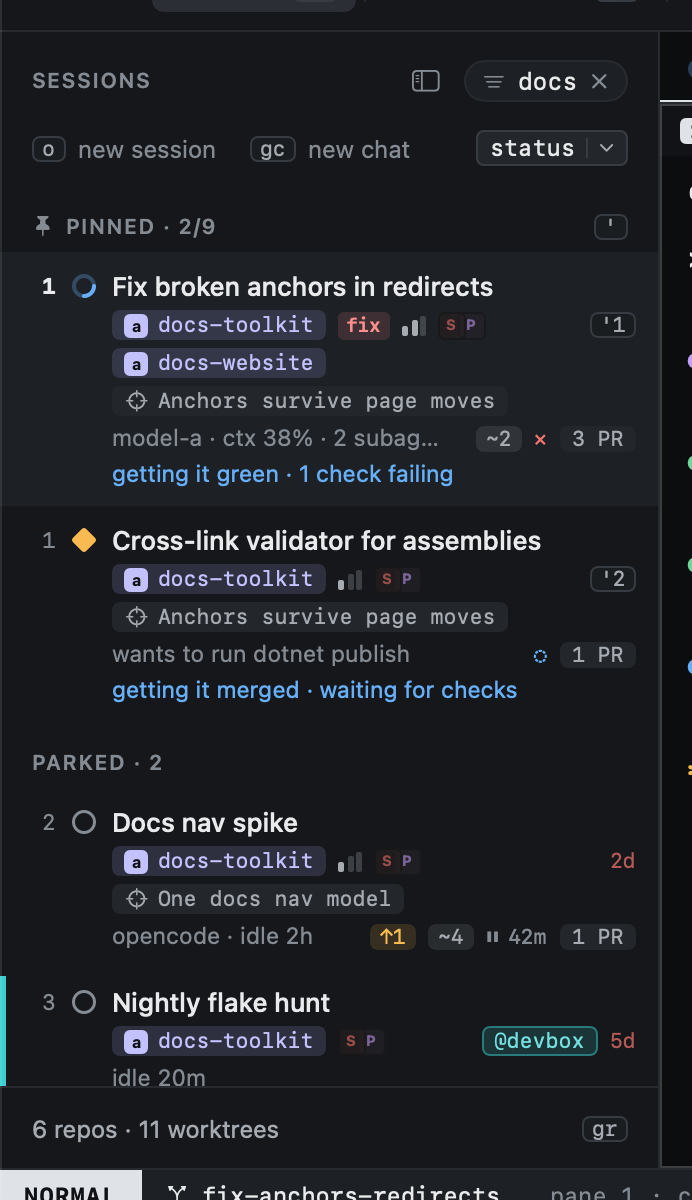 SESSIONS docs ×
o new session gc new chat status
PINNED · 2/9 '
1 Fix broken anchors in redirects
a docs-toolkit fix S P '1
a docs-website
Anchors survive page moves
model-a · ctx 38% · 2 subag… ~2 × 3 PR
getting it green · 1 check failing
1 Cross-link validator for assemblies
a docs-toolkit S P '2
Anchors survive page moves
wants to run dotnet publish 1 PR
getting it merged · waiting for checks
PARKED · 2
2 Docs nav spike
a docs-toolkit S P 2d
One docs nav model
opencode · idle 2h ↑1 ~4 42m 1 PR
3 Nightly flake hunt
a docs-toolkit S P @devbox 5d
idle 20m
6 repos · 11 worktrees gr
NORMAL fix-anchors-redirects pane 1 ·